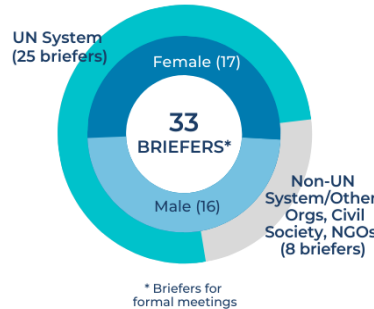 UN System
(25 briefers)
Female (17)
33
BRIEFERS*
Male (16)
Non-UN
System/Other
Orgs, Civil
Society, NGOs
(8 briefers)
* Briefers for
formal meetings